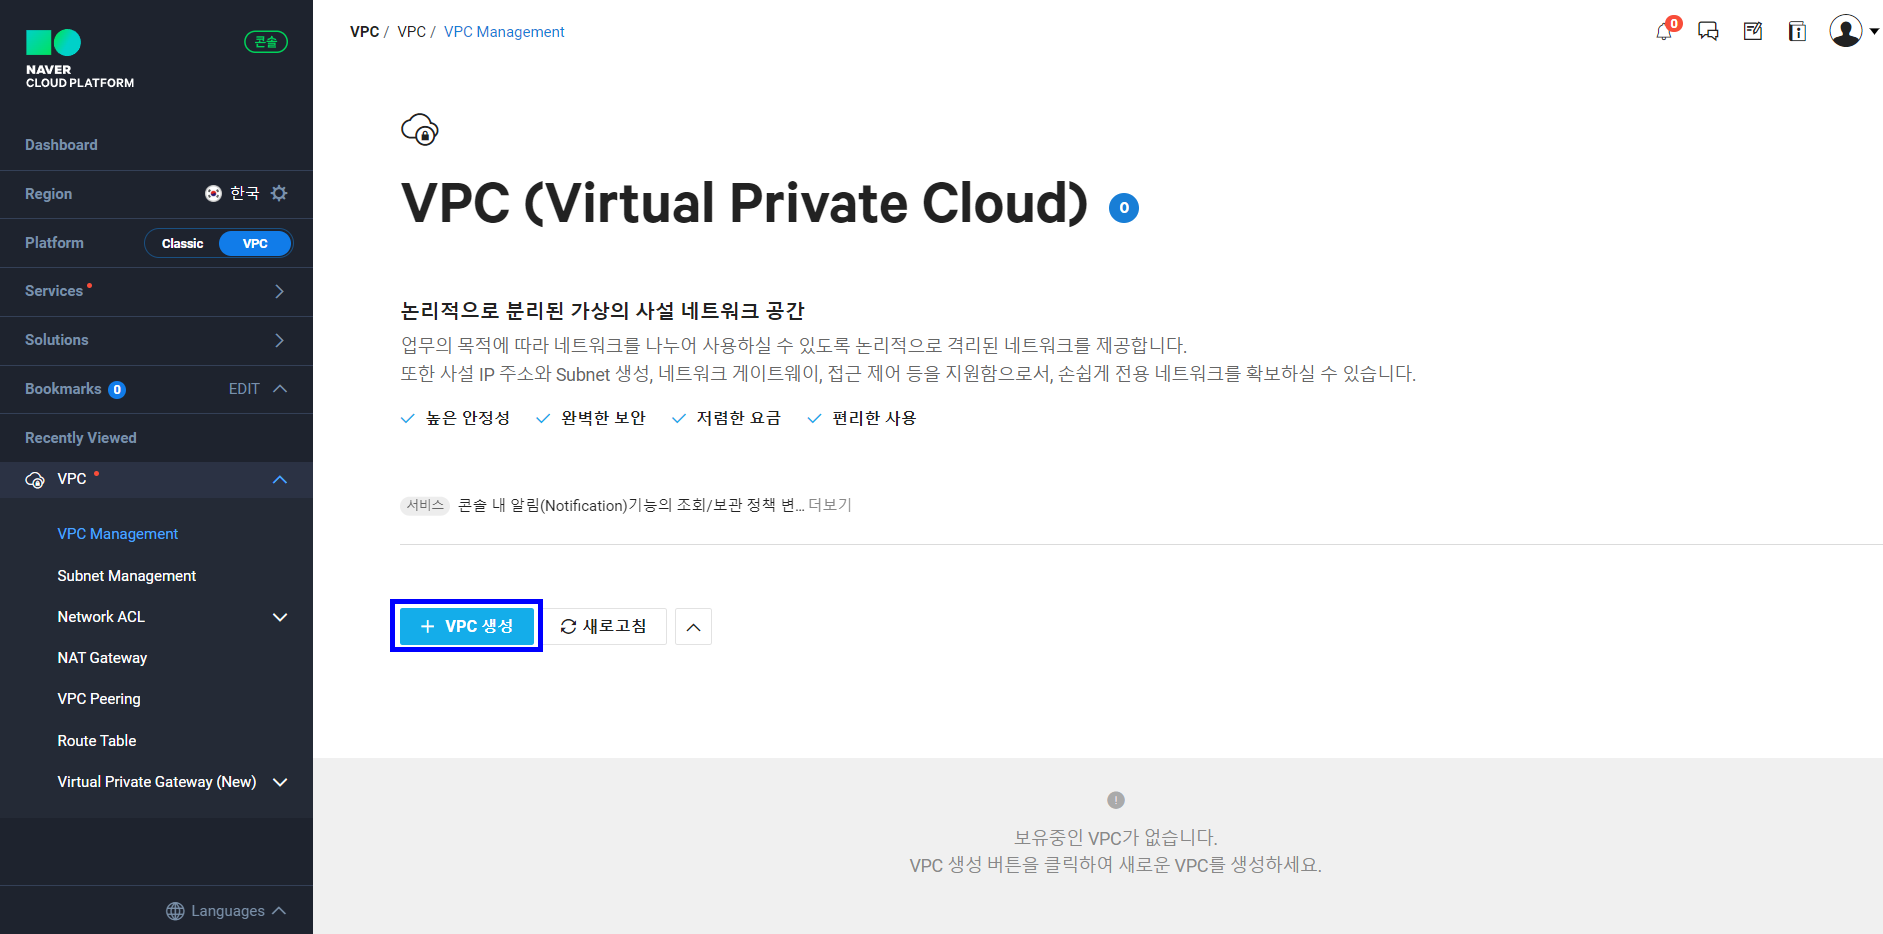 NAVER
CLOUD PLATFORM
콘솔
Dashboard
Region 한국
Platform Classic VPC
Services
Solutions
Bookmarks 0 EDIT
Recently Viewed
VPC
VPC Management
Subnet Management
Network ACL
NAT Gateway
VPC Peering
Route Table
Virtual Private Gateway (New)
Languages
VPC / VPC / VPC Management
0
VPC (Virtual Private Cloud) 0
논리적으로 분리된 가상의 사설 네트워크 공간
업무의 목적에 따라 네트워크를 나누어 사용하실 수 있도록 논리적으로 격리된 네트워크를 제공합니다.
또한 사설 IP 주소와 Subnet 생성, 네트워크 게이트웨이, 접근 제어 등을 지원함으로서, 손쉽게 전용 네트워크를 확보하실 수 있습니다.
높은 안정성 완벽한 보안 저렴한 요금 편리한 사용
서비스 콘솔 내 알림(Notification)기능의 조회/보관 정책 변... 더보기
+ VPC 생성 새로고침
보유중인 VPC가 없습니다.
VPC 생성 버튼을 클릭하여 새로운 VPC를 생성하세요.